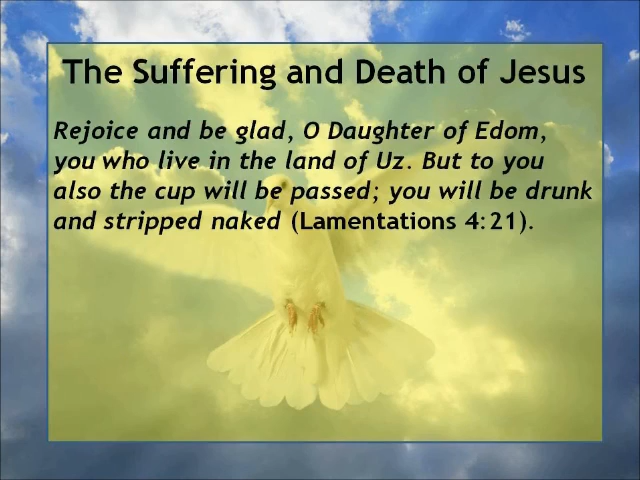 The Suffering and Death of Jesus
Rejoice and be glad, O Daughter of Edom,
you who live in the land of Uz. But to you
also the cup will be passed; you will be drunk
and stripped naked (Lamentations 4:21).